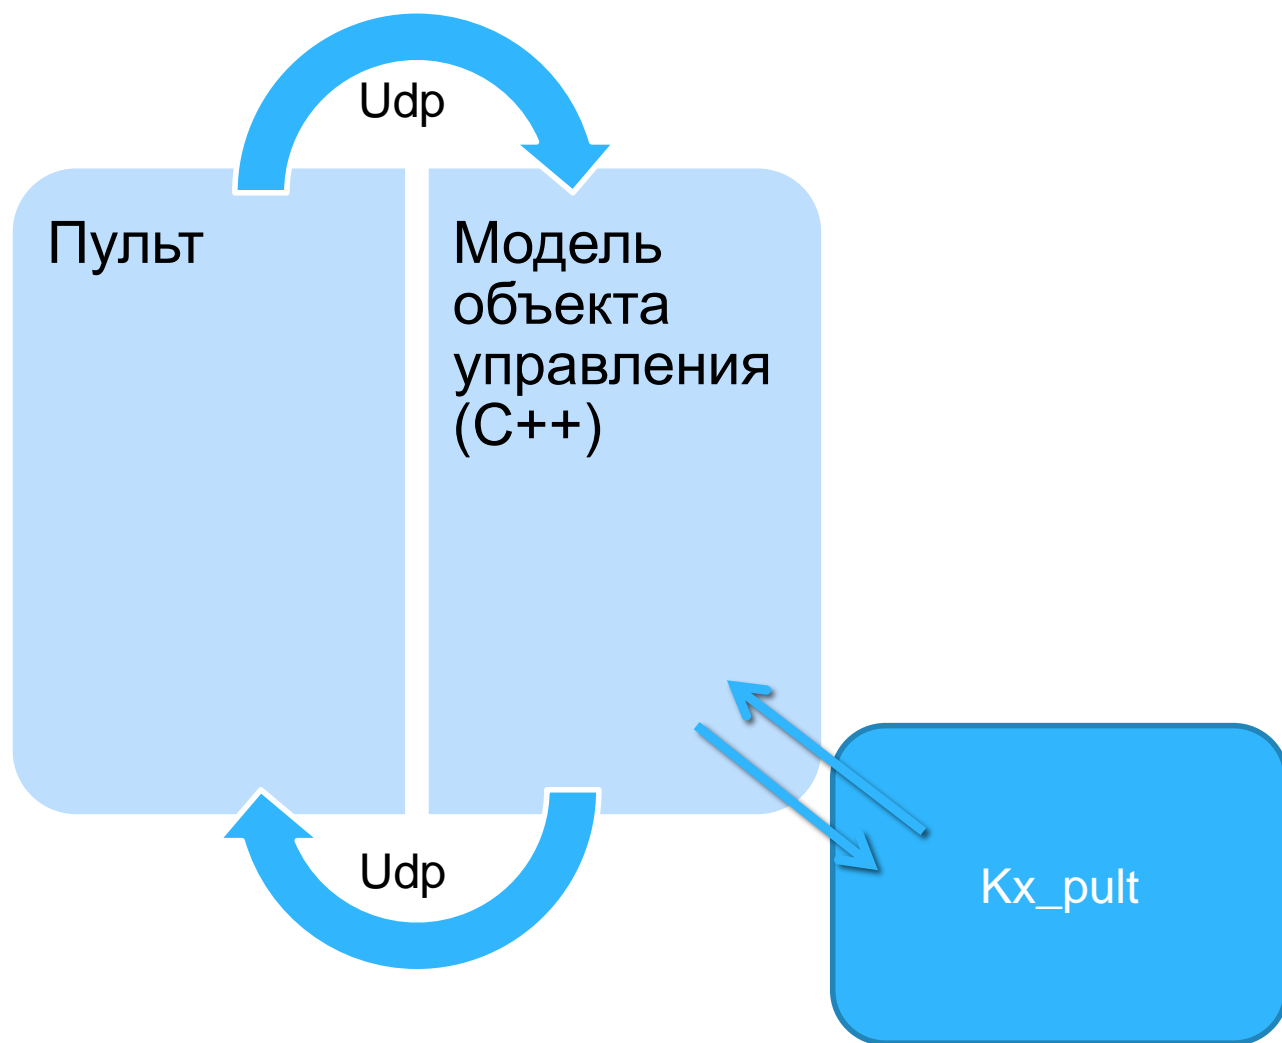 Udp
Пульт
Модель
объекта
управления
(С++)
Udp
Kx_pult